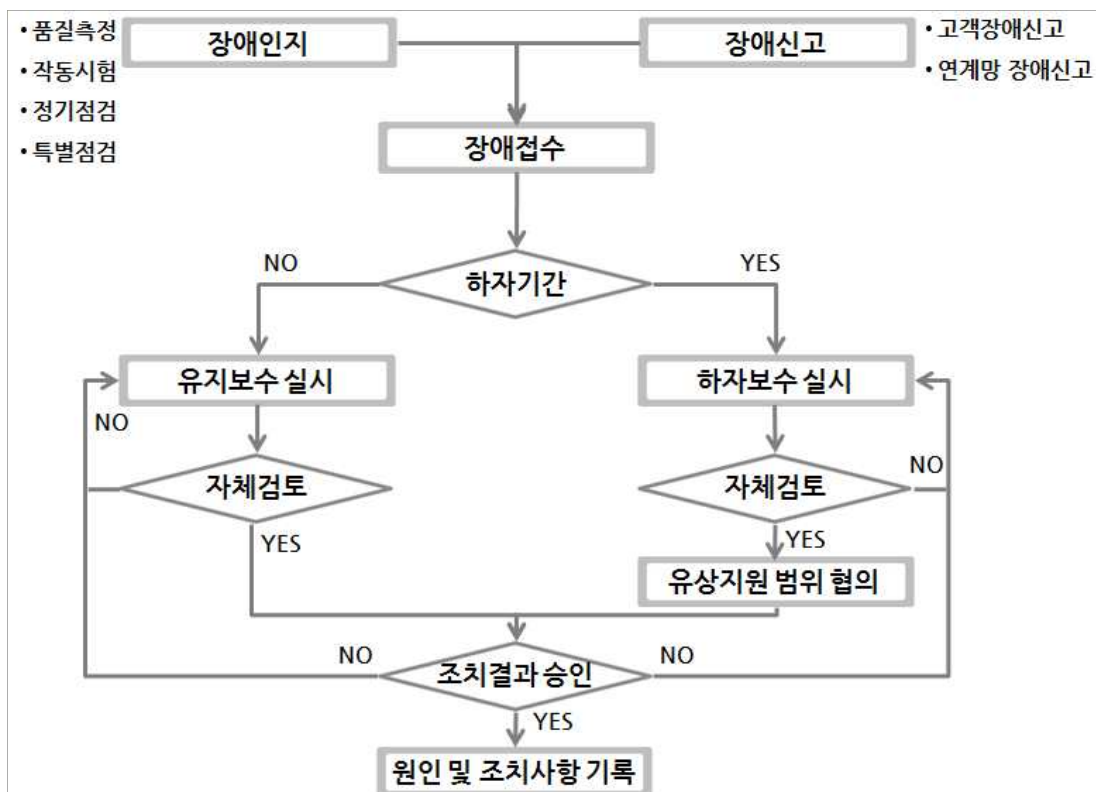 • 품질측정
• 작동시험
• 정기점검
• 특별점검
장애인지
장애신고
• 고객장애신고
• 연계망 장애신고
장애접수
NO
하자기간
YES
유지보수 실시
하자보수 실시
NO
자체검토
자체검토
NO
YES
YES
유상지원 범위 협의
NO
조치결과 승인
NO
YES
원인 및 조치사항 기록